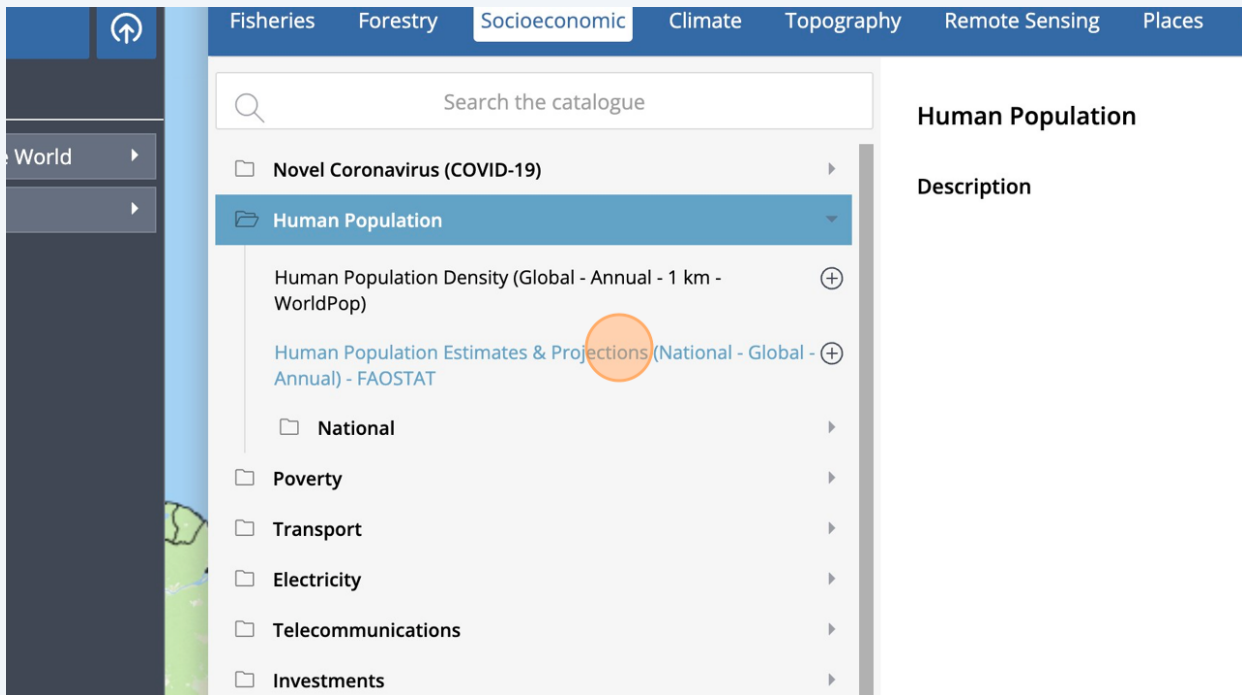 Fisheries Forestry Socioeconomic Climate Topography Remote Sensing Places
World
Search the catalogue
Novel Coronavirus (COVID-19)
Human Population
Human Population Density (Global - Annual - 1 km -
WorldPop)
Human Population Estimates & Projections (National - Global -
Annual) - FAOSTAT
National
Poverty
Transport
Electricity
Telecommunications
Investments
Human Population
Description